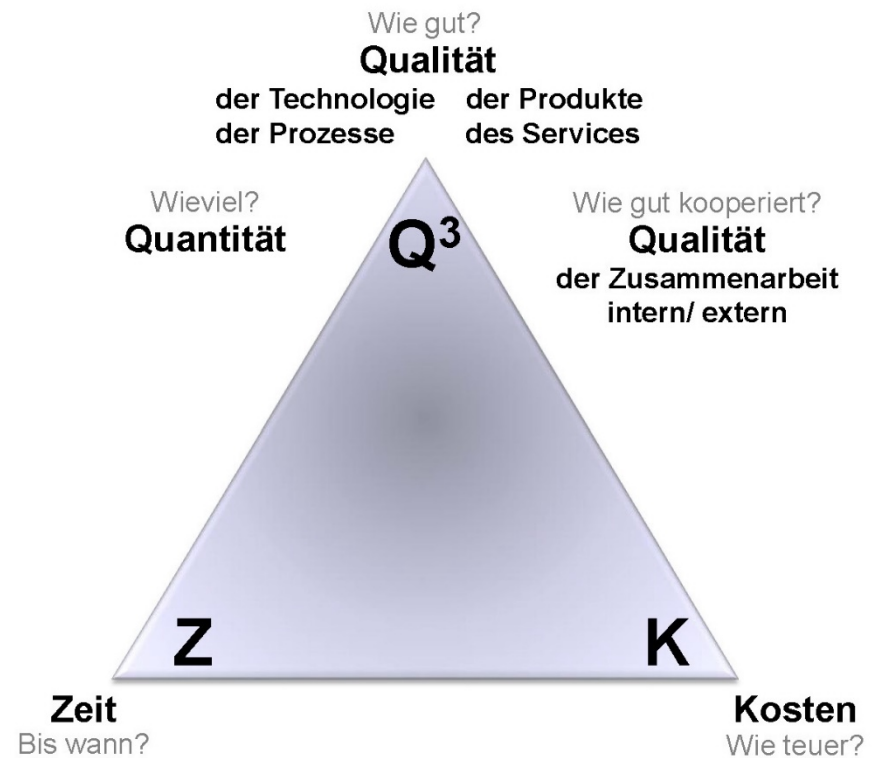 Wie gut?
Qualität
der Technologie der Produkte
der Prozesse des Services
Wieviel?
Quantität
Wie gut kooperiert?
Qualität
der Zusammenarbeit
intern/ extern
Q³
Z
K
Zeit
Bis wann?
Kosten
Wie teuer?